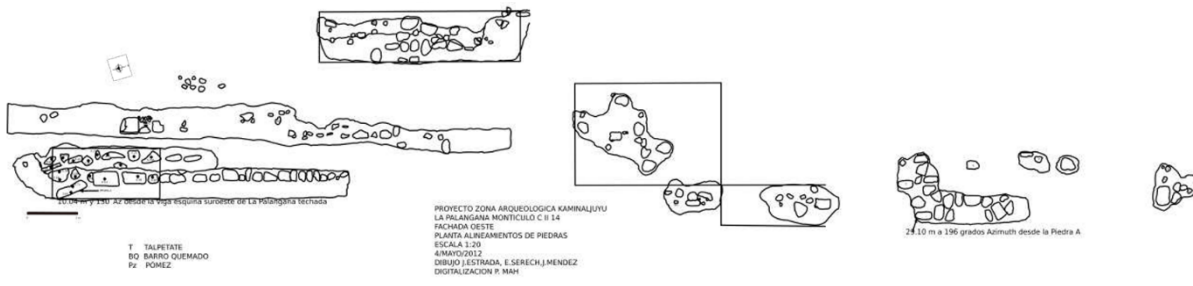 10.04 m y 130 Az desde la Viga esquina suroeste de La Palangana techada
T TALPETATE
BQ BARRO QUEMADO
Pz POMEZ
PROYECTO ZONA ARQUEOLOGICA KAMINALJUYU
LA PALANGANA MONTICULO C II 14
FACHADA OESTE
PLANTA ALINEAMIENTOS DE PIEDRAS
ESCALA 1:20
4/MAYO/2012
DIBUJO J.ESTRADA, E.SERECH,J.MENDEZ
DIGITALIZACION P. MAH
25.10 m a 196 grados Azimuth desde la Piedra A